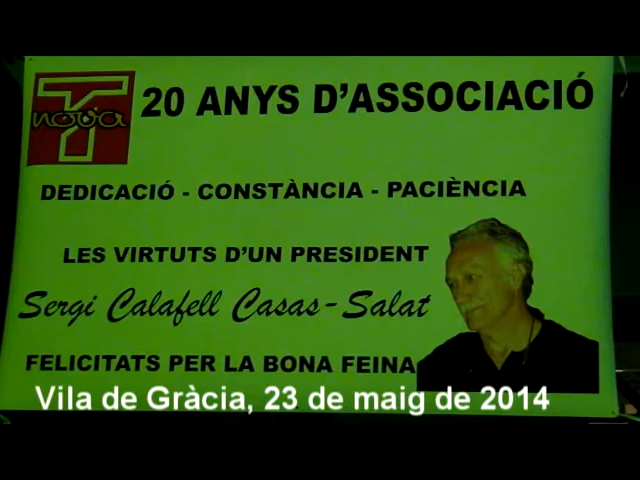 T
nova
20 ANYS D'ASSOCIACIÓ
DEDICACIÓ - CONSTÀNCIA - PACIÈNCIA
LES VIRTUTS D'UN PRESIDENT
Sergi Calafell Casas-Salat
FELICITATS PER LA BONA FEINA
Vila de Gràcia, 23 de maig de 2014